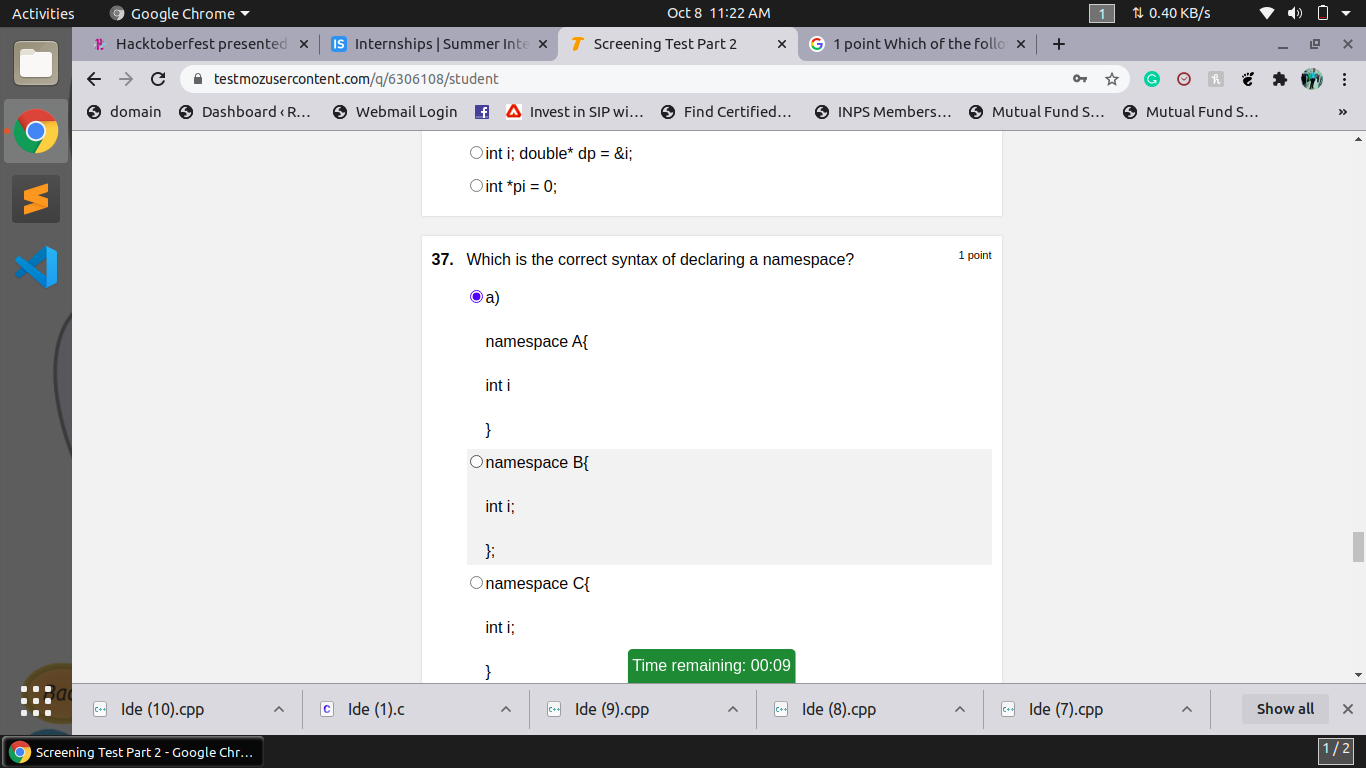 Activities Google Chrome Oct 8 11:22 AM 1 0.40 KB/s
Hacktoberfest presented Internships | Summer Inte Screening Test Part 2 1 point Which of the follo
testmozusercontent.com/q/6306108/student
domain Dashboard ‹ R... Webmail Login Invest in SIP wi... Find Certified... INPS Members... Mutual Fund S... Mutual Fund S... »
int i; double* dp = &i;
int *pi = 0;
37. Which is the correct syntax of declaring a namespace? 1 point
a)
namespace A{
int i
}
namespace B{
int i;
};
namespace C{
int i;
}
Time remaining: 00:09
Bac
Ide (10).cpp Ide (1).c Ide (9).cpp Ide (8).cpp Ide (7).cpp Show all
Screening Test Part 2 - Google Chr... 1 / 2